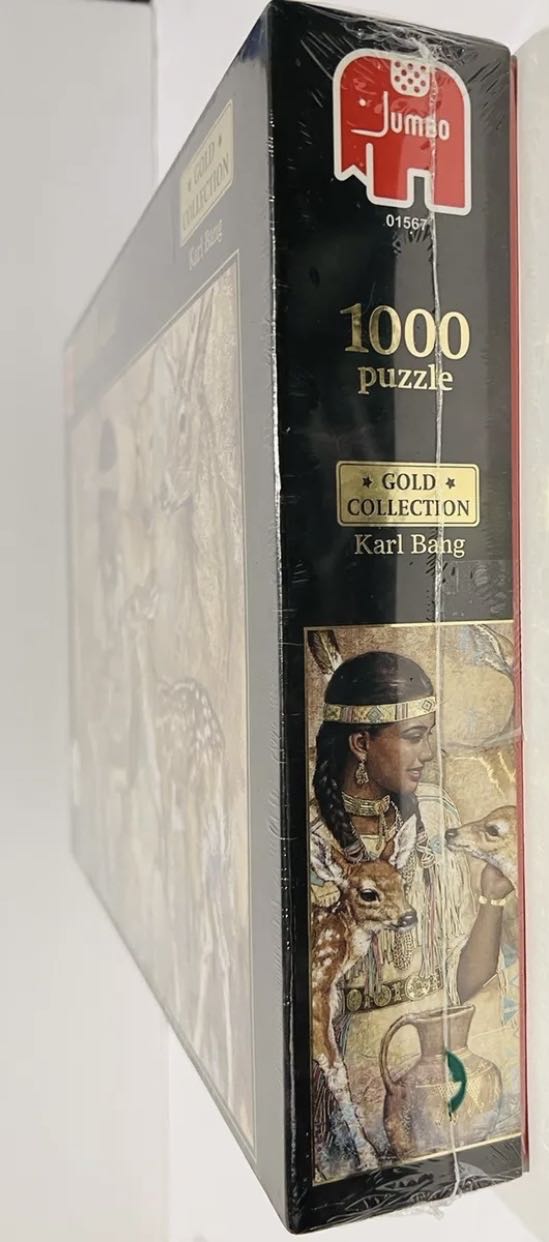 GOLD
COLLECTION
Karl Bang
Jumbo
01567
1000
puzzle
GOLD
COLLECTION
Karl Bang